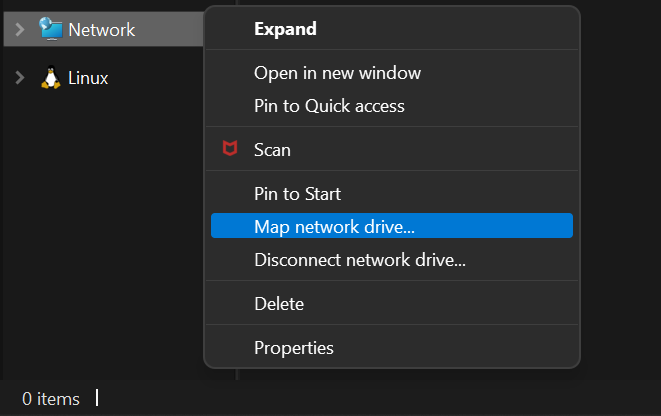 Network
Linux
Expand
Open in new window
Pin to Quick access
Scan
Pin to Start
Map network drive...
Disconnect network drive...
Delete
Properties
0 items